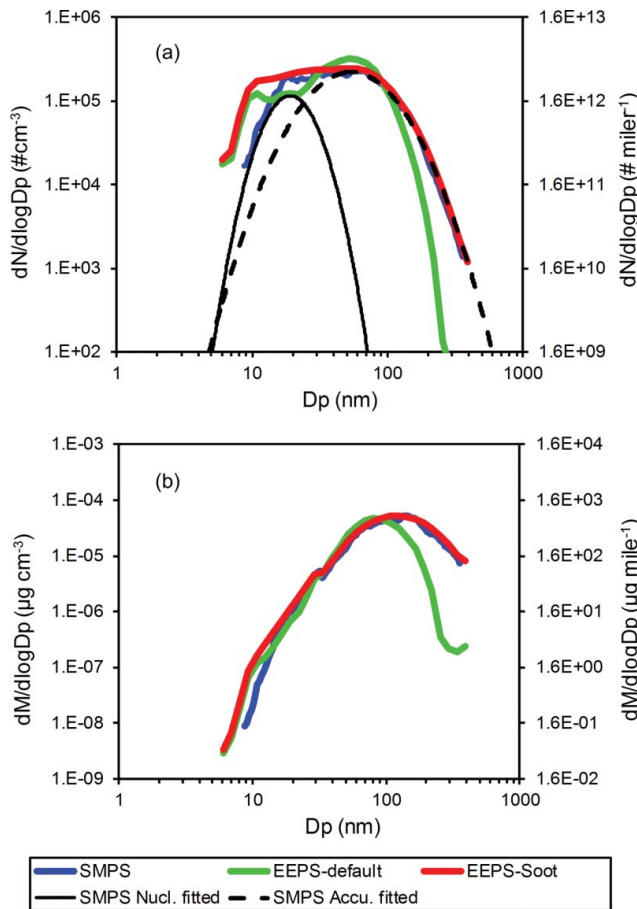 (a)
dN/dlogDp (#cm-3)
1.E+06
1.E+05
1.E+04
1.E+03
1.E+02
1.6E+13
1.6E+12
1.6E+11
1.6E+10
1.6E+09
dN/dlogDp (# miler-1)
1 10 100 1000
Dp (nm)
(b)
dM/dlogDp (µg cm-3)
1.E-03
1.E-04
1.E-05
1.E-06
1.E-07
1.E-08
1.E-09
1.6E+04
1.6E+03
1.6E+02
1.6E+01
1.6E+00
1.6E-01
1.6E-02
dM/dlogDp (µg mile-1)
1 10 100 1000
Dp (nm)
SMPS EEPS-default EEPS-Soot
SMPS Nucl. fitted SMPS Accu. fitted